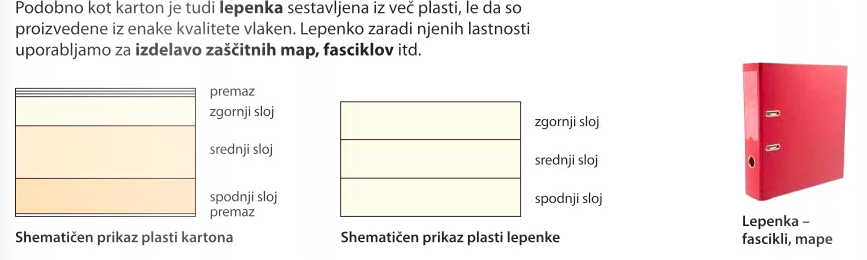 Podobno kot karton je tudi lepenka sestavljena iz več plasti, le da so
proizvedene iz enake kvalitete vlaken. Lepenko zaradi njenih lastnosti
uporabljamo za izdelavo zaščitnih map, fasciklov itd.
premaz
zgornji sloj
srednji sloj
spodnji sloj
premaz
Shematičen prikaz plasti kartona
zgornji sloj
srednji sloj
spodnji sloj
Shematičen prikaz plasti lepenke
Lepenka –
fascikli, mape